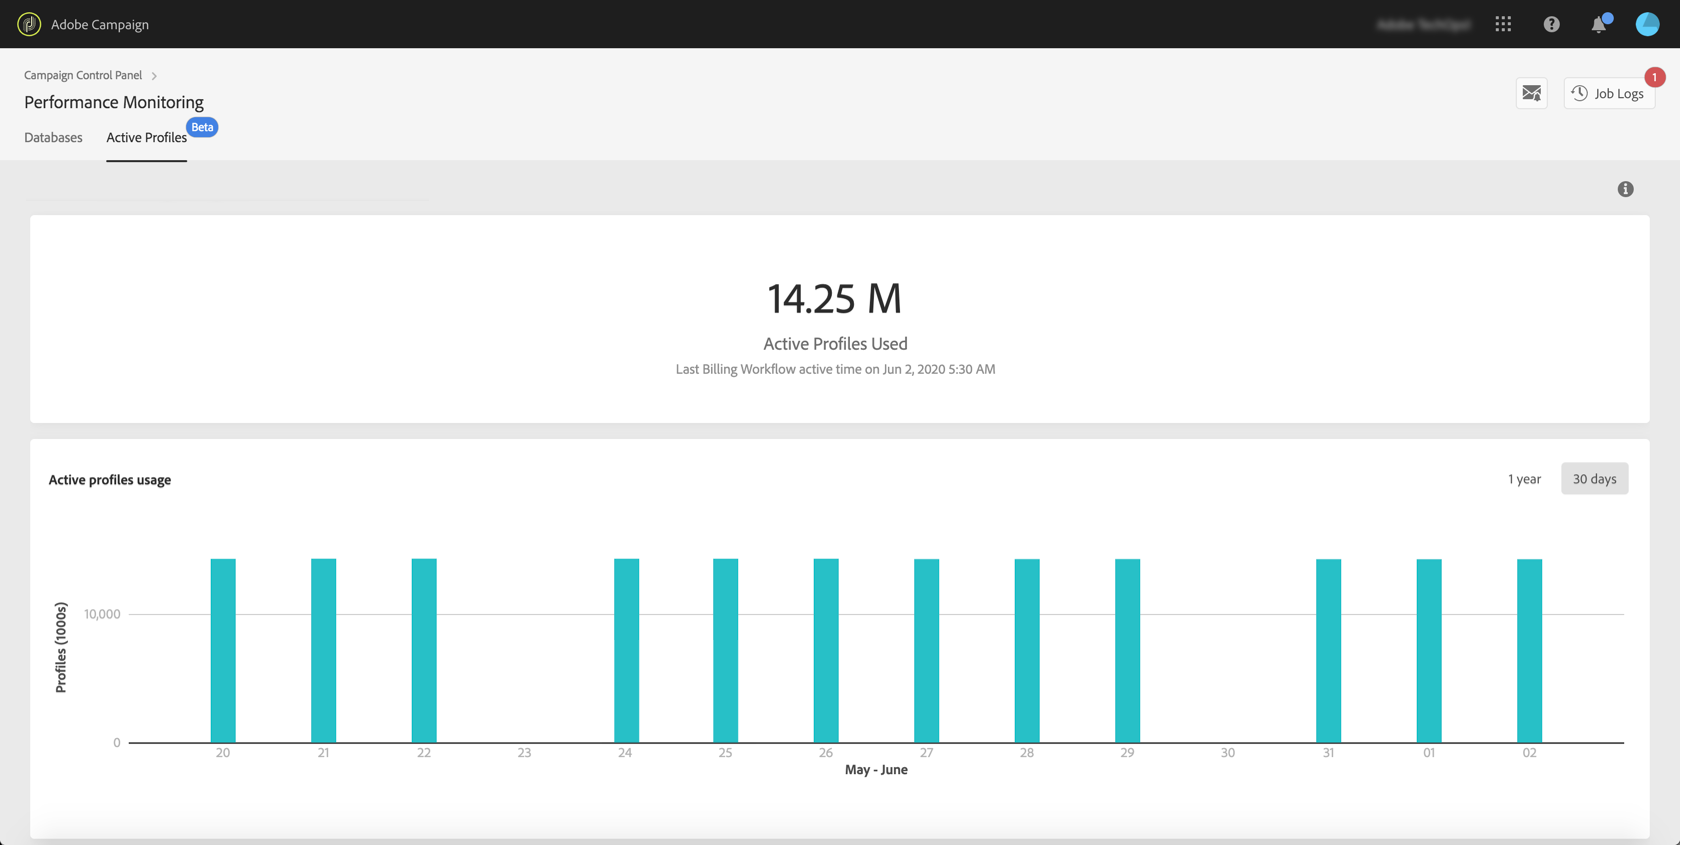 Adobe Campaign
Campaign Control Panel
Performance Monitoring
1
Job Logs
Databases
Active Profiles
Beta
14.25 M
Active Profiles Used
Last Billing Workflow active time on Jun 2, 2020 5:30 AM
Active profiles usage
1 year
30 days
Profiles (1000s)
10,000
0
20 21 22 23 24 25 26 27 28 29 30 31 01 02
May - June